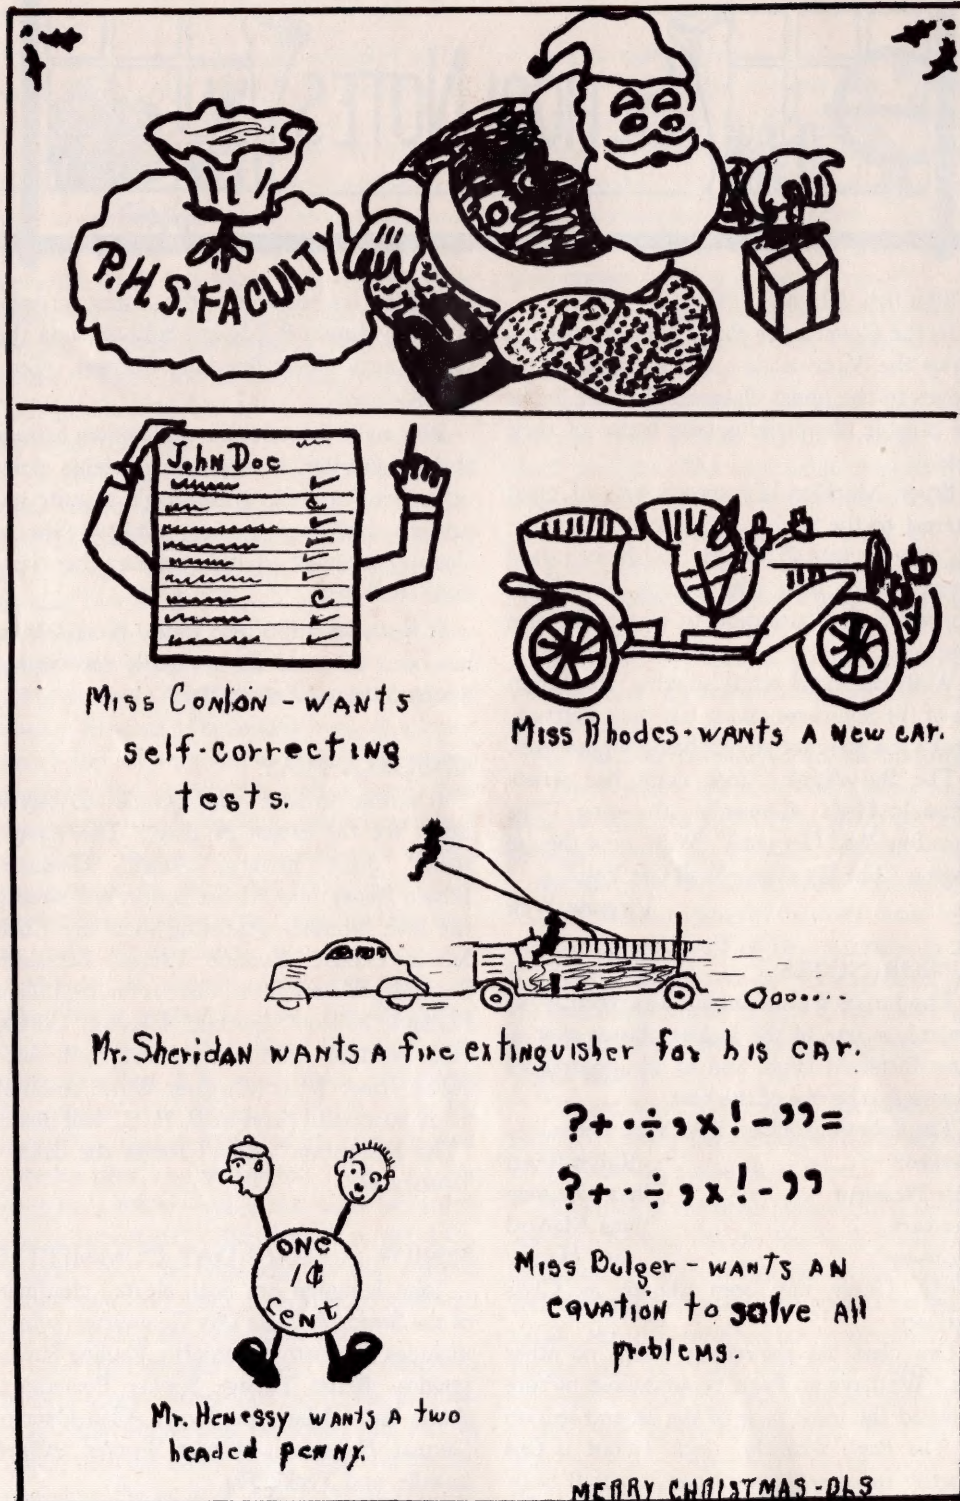 P.H.S. FACULTY
John Doe
✓
c
✓
✓
✓
✓
c
✓
✓
Miss Conlon - wants
self-correcting
tests.
Miss Rhodes - wants a new car.
Mr. Sheridan wants a fire extinguisher for his car.
?+·÷,x!-,,=
?+·÷,x!-,,
one
1¢
cent
Miss Bulger - wants an
equation to solve all
problems.
Mr. Henessy wants a two
headed penny.
MERRY CHRISTMAS - DLS